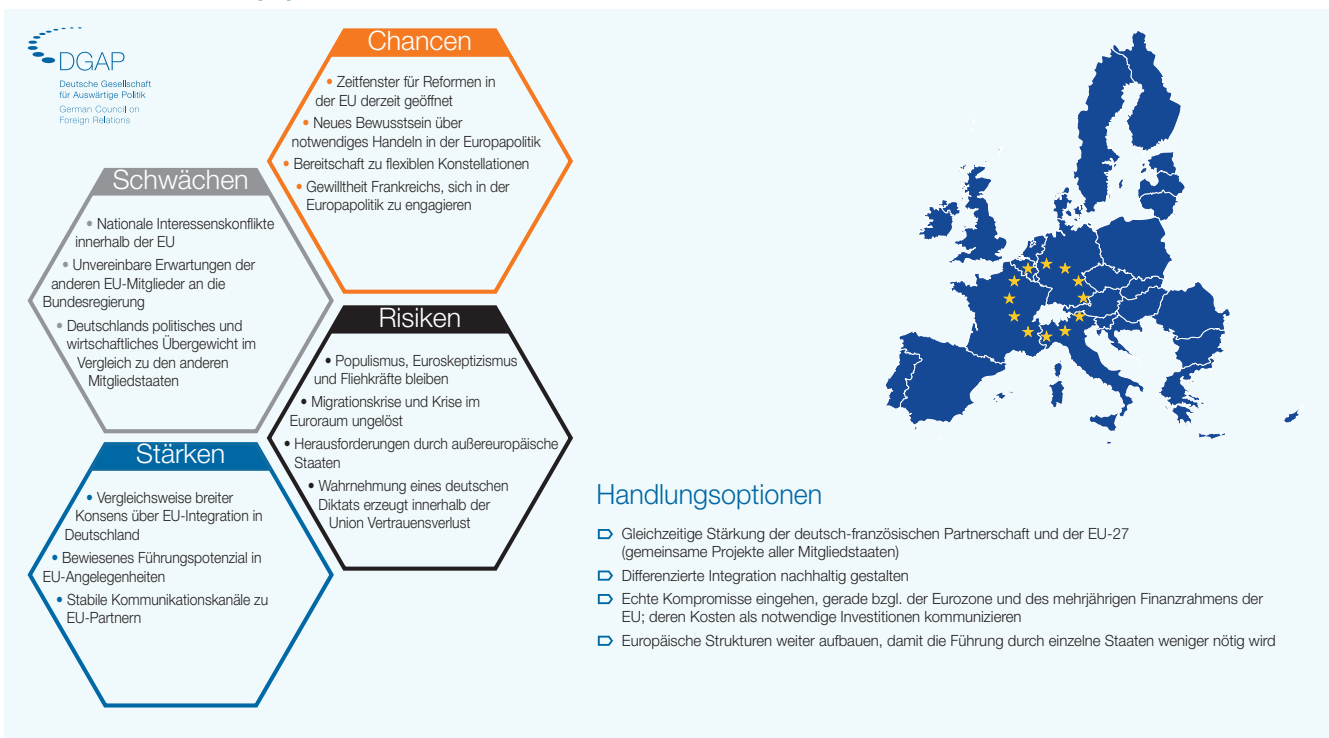 DGAP
Deutsche Gesellschaft
für Auswärtige Politik
German Council on
Foreign Relations
Chancen
• Zeitfenster für Reformen in
der EU derzeit geöffnet
• Neues Bewusstsein über
notwendiges Handeln in der Europapolitik
• Bereitschaft zu flexiblen Konstellationen
• Gewilltheit Frankreichs, sich in der
Europapolitik zu engagieren
Schwächen
• Nationale Interessenskonflikte
innerhalb der EU
• Unvereinbare Erwartungen der
anderen EU-Mitglieder an die
Bundesregierung
• Deutschlands politisches und
wirtschaftliches Übergewicht im
Vergleich zu den anderen
Mitgliedstaaten
Risiken
• Populismus, Euroskeptizismus
und Fliehkräfte bleiben
• Migrationskrise und Krise im
Euroraum ungelöst
• Herausforderungen durch außereuropäische
Staaten
• Wahrnehmung eines deutschen
Diktats erzeugt innerhalb der
Union Vertrauensverlust
Stärken
• Vergleichsweise breiter
Konsens über EU-Integration in
Deutschland
• Bewiesenes Führungspotenzial in
EU-Angelegenheiten
• Stabile Kommunikationskanäle zu
EU-Partnern
Handlungsoptionen
Gleichzeitige Stärkung der deutsch-französischen Partnerschaft und der EU-27
(gemeinsame Projekte aller Mitgliedstaaten)
Differenzierte Integration nachhaltig gestalten
Echte Kompromisse eingehen, gerade bzgl. der Eurozone und des mehrjährigen Finanzrahmens der
EU; deren Kosten als notwendige Investitionen kommunizieren
Europäische Strukturen weiter aufbauen, damit die Führung durch einzelne Staaten weniger nötig wird